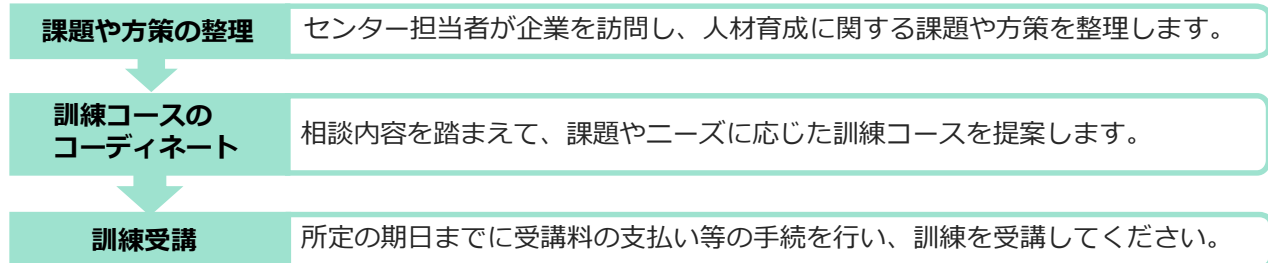 課題や方策の整理
センター担当者が企業を訪問し、人材育成に関する課題や方策を整理します。
訓練コースの
コーディネート
相談内容を踏まえて、課題やニーズに応じた訓練コースを提案します。
訓練受講
所定の期日までに受講料の支払い等の手続を行い、訓練を受講してください。